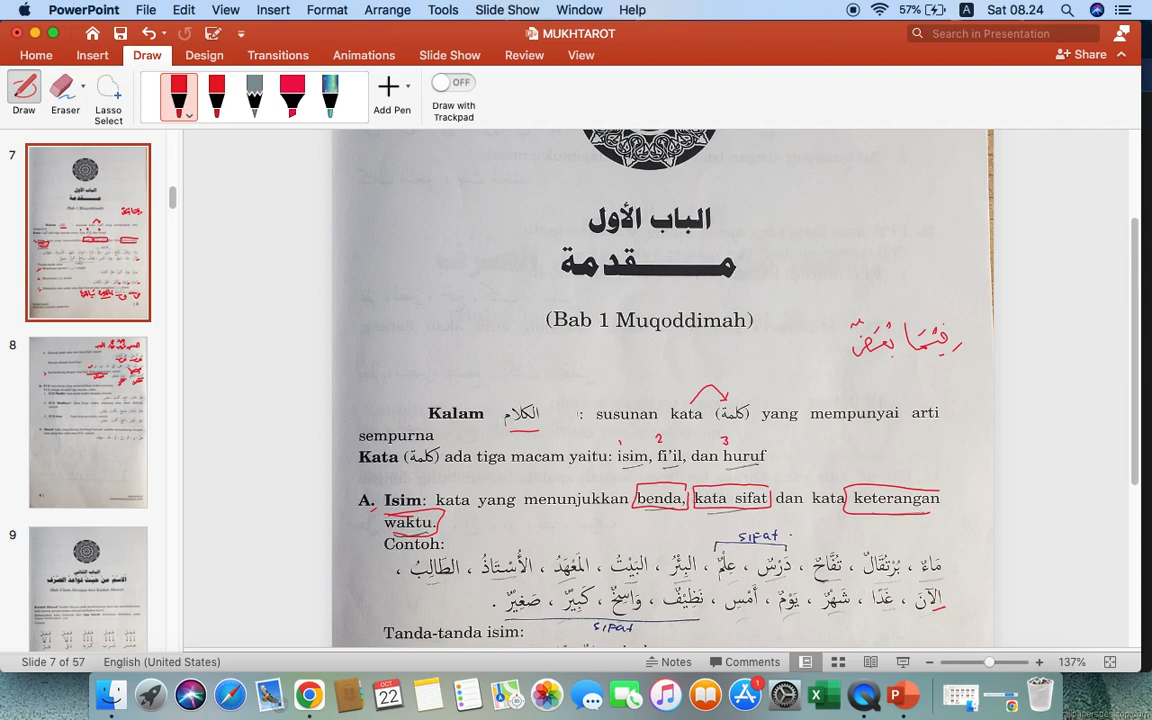 PowerPoint File Edit View Insert Format Arrange Tools Slide Show Window Help 57% A Sat 08.24
MUKHTAROT
Search in Presentation
Home Insert Draw Design Transitions Animations Slide Show Review View Share
Draw Eraser Lasso Select Add Pen OFF Draw with Trackpad
7
8
9
الباب الأول
مـــقدمة
(Bab 1 Muqoddimah)
Kalam الكلام : susunan kata (كلمة) yang mempunyai arti
sempurna
1 2 3
Kata (كلمة) ada tiga macam yaitu: isim, fi'il, dan huruf
A. Isim: kata yang menunjukkan benda, kata sifat dan kata keterangan
waktu.
Contoh:
sifat
مَاءٌ ، بُرْتَقَالٌ ، تُفَّاحٌ ، دَرْسٌ ، عِلْمٌ ، البِئْرُ ، البَيْتُ ، المَعْهَدُ ، الأُسْتَاذُ ، الطَّالِبُ ،
الآنَ ، غَدًا ، شَهْرٌ ، يَوْمٌ ، أَمْسِ ، نَظِيْفٌ ، وَاسِخٌ ، كَبِيْرٌ ، صَغِيْرٌ .
sifat
Tanda-tanda isim:
Slide 7 of 57 English (United States) Notes Comments 137%
OCT
22